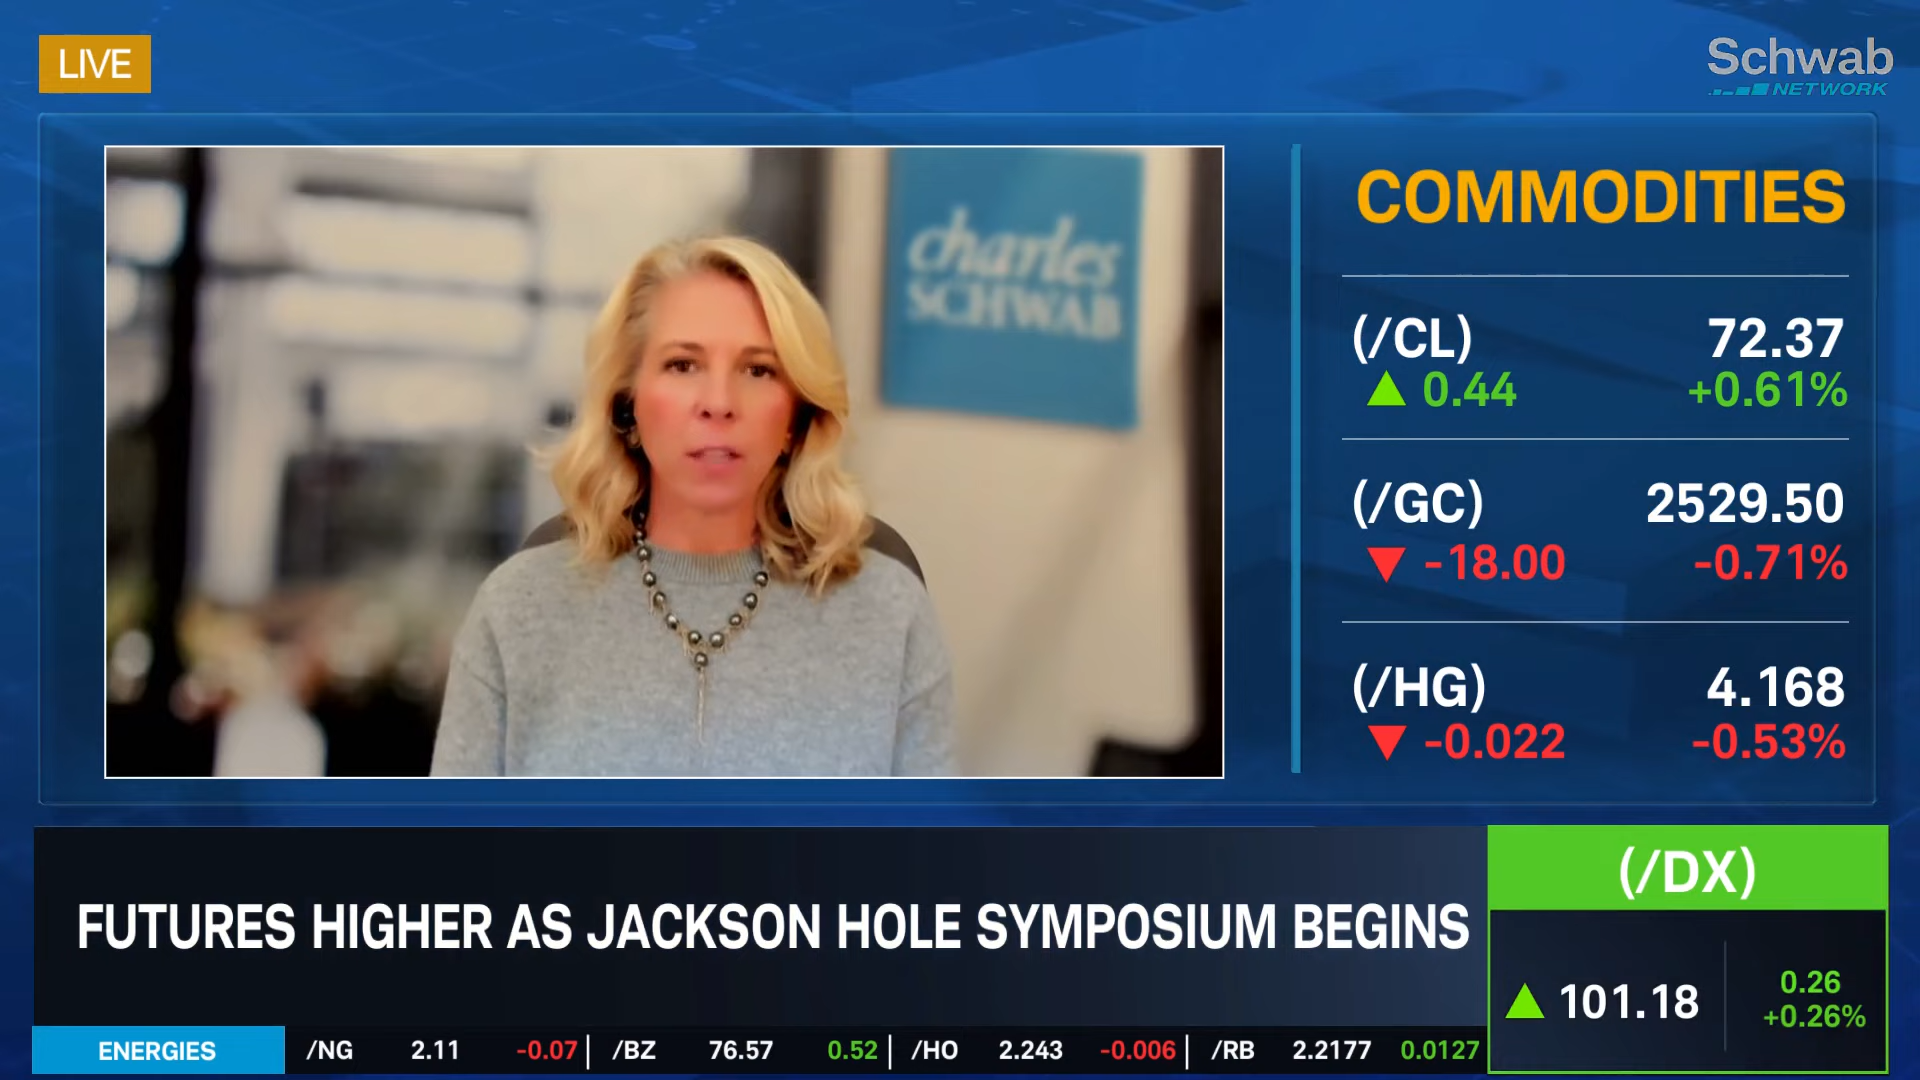 LIVE
Schwab
NETWORK
charles
SCHWAB
COMMODITIES
(/CL) 72.37
▲ 0.44 +0.61%
(/GC) 2529.50
▼ -18.00 -0.71%
(/HG) 4.168
▼ -0.022 -0.53%
FUTURES HIGHER AS JACKSON HOLE SYMPOSIUM BEGINS
(/DX)
▲ 101.18
0.26
+0.26%
ENERGIES /NG 2.11 -0.07 | /BZ 76.57 0.52 | /HO 2.243 -0.006 | /RB 2.2177 0.0127